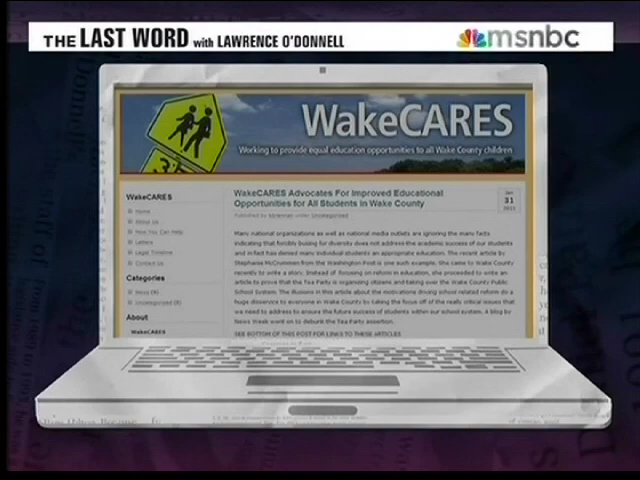 THE LAST WORD with LAWRENCE O'DONNELL
msnbc
WakeCARES
Working to provide equal education opportunities to all Wake County children
WakeCARES
Home
About Us
How You Can Help
Letters
Legal Timeline
Contact Us
Categories
News (9)
Uncategorized (8)
About
WakeCARES
WakeCARES Advocates For Improved Educational
Opportunities for All Students in Wake County
Jan
31
2011
Published by under Uncategorized
Many national organizations as well as national media outlets are ignoring the many facts
indicating that forcibly busing for diversity does not address the academic success of our students
and in fact has denied many individual students an appropriate education. The recent article by
Stephanie McCrummen from the Washington Post is one such example. She came to Wake County
recently to write a story. Instead of focusing on reform in education, she proceeded to write an
article to prove that the Tea Party is organizing citizens and taking over the Wake County Public
School System. The illusions in this article about the motivations driving school related reform do a
huge disservice to everyone in Wake County by taking the focus off of the really critical issues that
we need to address to ensure the future success of students within our school system. A blog by
News Week went on to debunk the Tea Party assertion.
SEE BOTTOM OF THIS POST FOR LINKS TO THESE ARTICLES